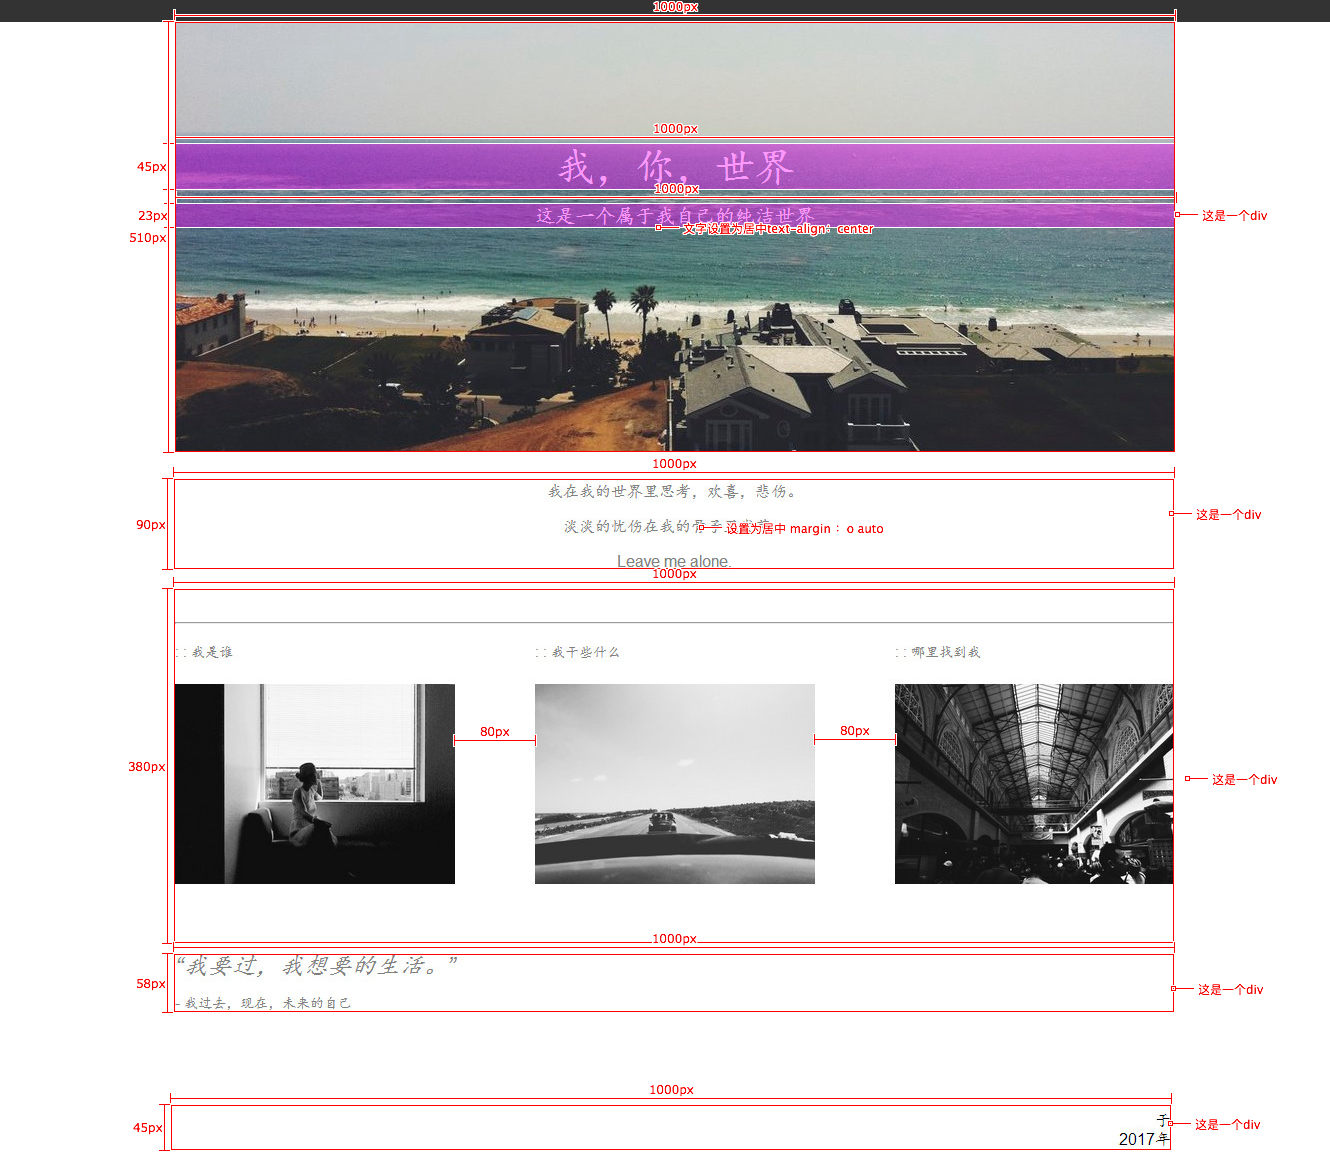 1000px
1000px
45px
我，你，世界
1000px
23px
这是一个属于我自己的纯洁世界
这是一个div
文字设置为居中text-align：center
510px
1000px
我在我的世界里思考，欢喜，悲伤。
这是一个div
90px
淡淡的忧伤在我的骨子
设置为居中 margin： o auto
Leave me alone.
1000px
: : 我是谁
: : 我干些什么
: : 哪里找到我
80px
80px
380px
这是一个div
1000px
“我要过，我想要的生活。”
58px
这是一个div
- 我过去，现在，未来的自己
1000px
于
45px
这是一个div
2017年